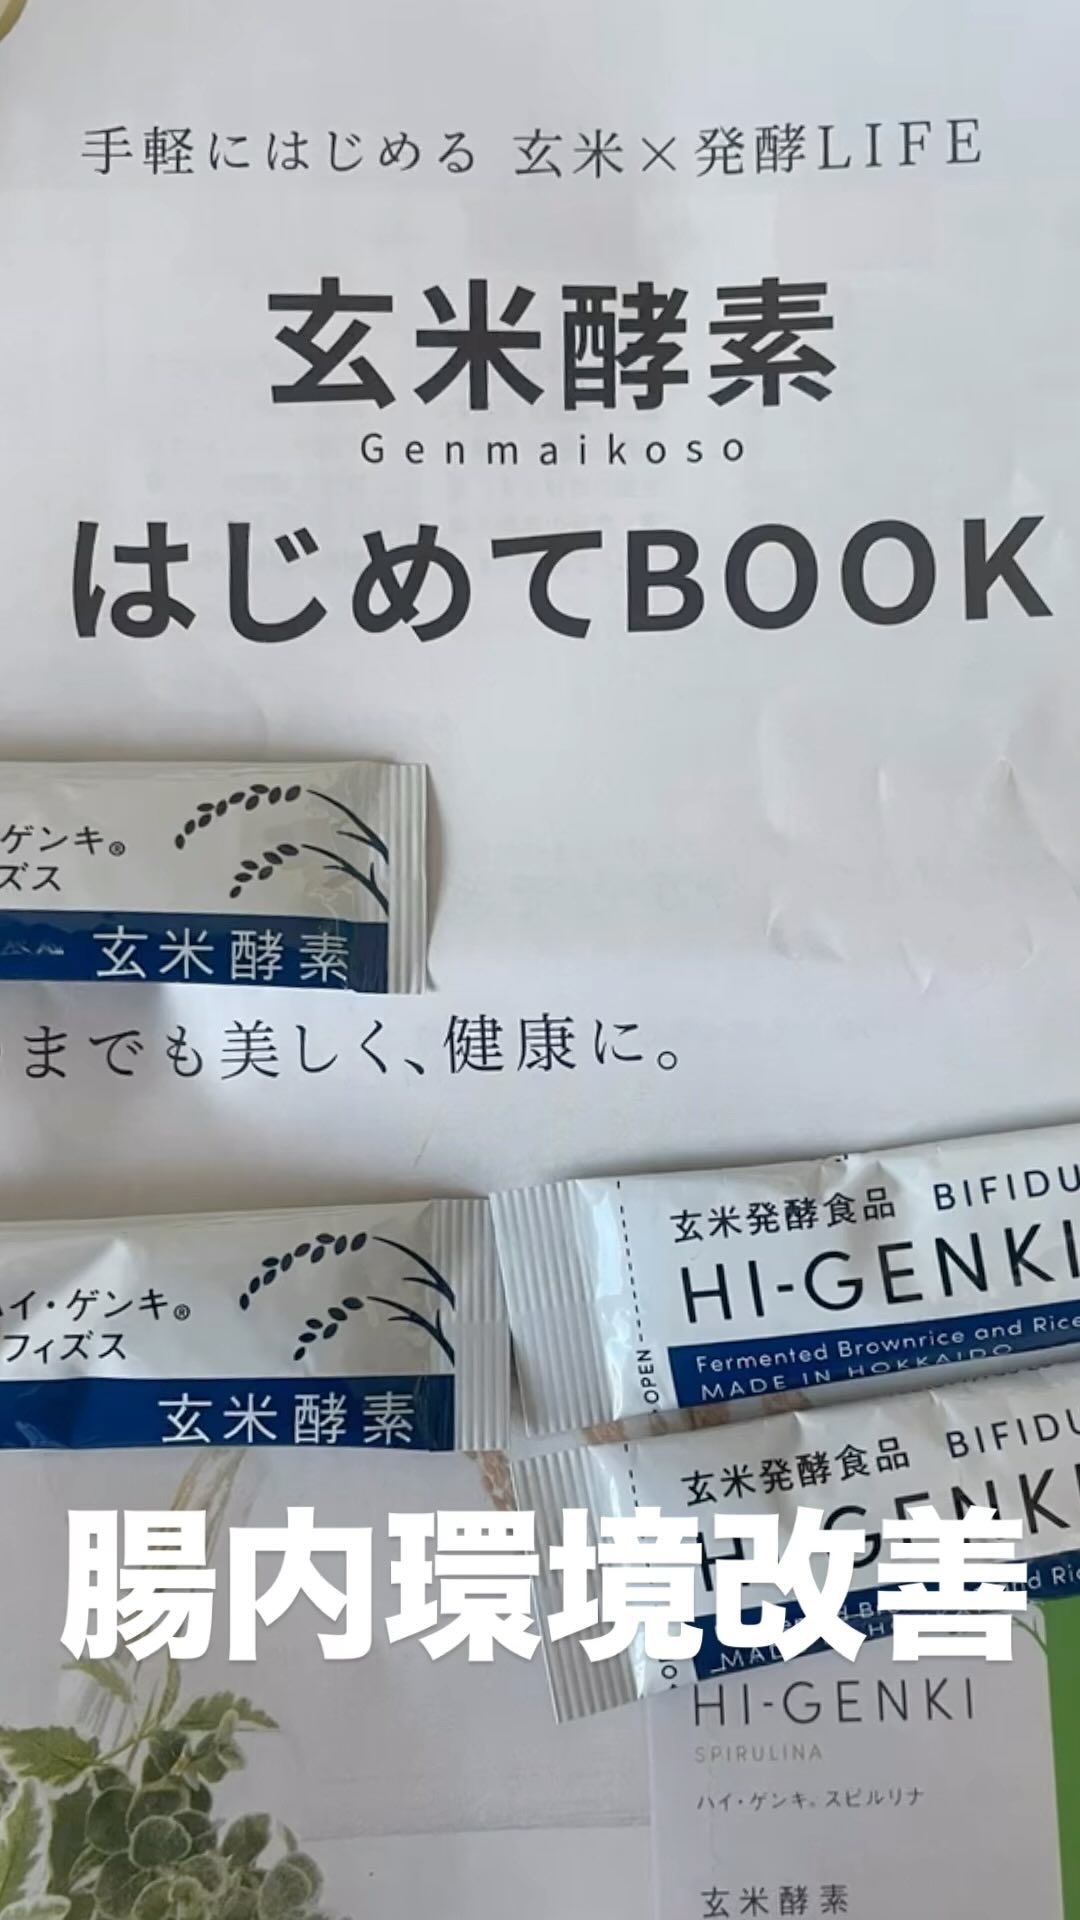 手軽にはじめる 玄米×発酵LIFE
玄米酵素
Genmaikoso
はじめてBOOK
ゲンキ®
ズス
玄米酵素
までも美しく、健康に。
イ・ゲンキ®
フィズス
玄米酵素
玄米発酵食品 BIFIDU
HI-GENKI
Fermented Brownrice and Rice
MADE IN HOKKAIDO
OPEN
玄米発酵食品 BIFIDU
GENKI
腸内環境改善
HI-GENKI
SPIRULINA
ハイ・ゲンキ® スピルリナ
玄米酵素